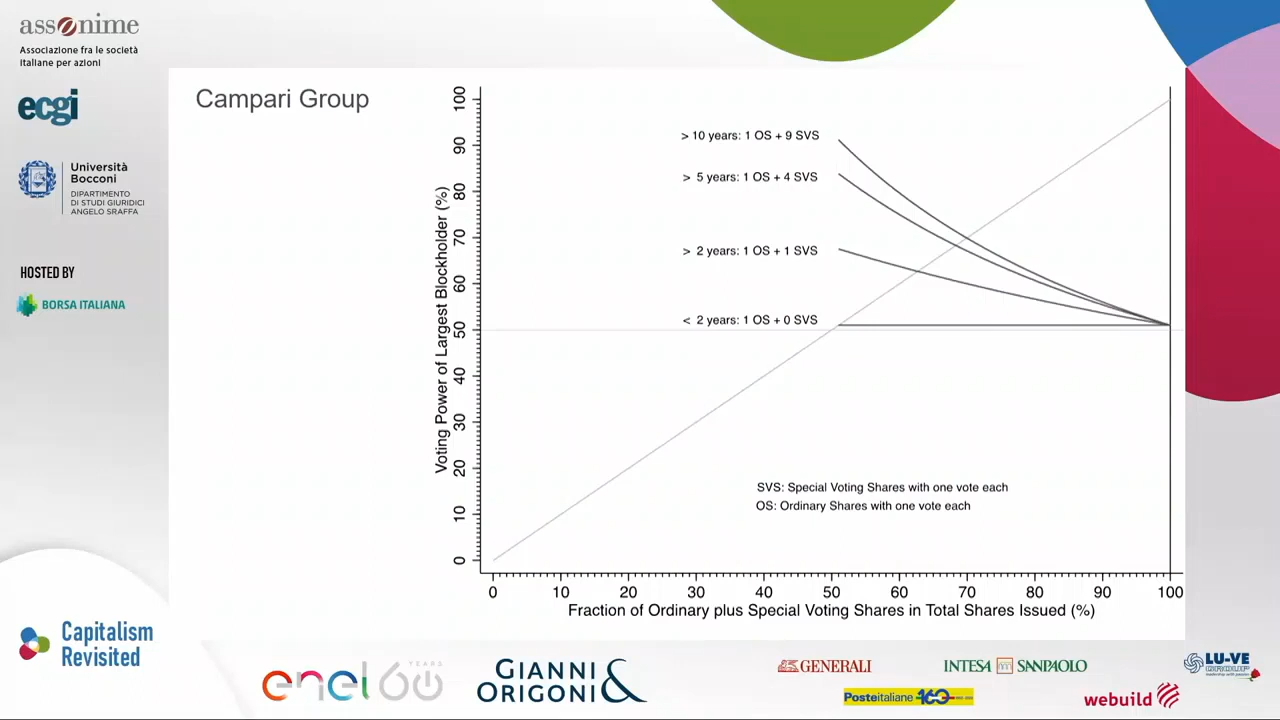 assonime
Associazione fra le società
italiane per azioni
ecgi
Università
Bocconi
DIPARTIMENTO
DI STUDI GIURIDICI
ANGELO SRAFFA
HOSTED BY
BORSA ITALIANA
Capitalism
Revisited
Campari Group
Voting Power of Largest Blockholder (%)
100
90
80
70
60
50
40
30
20
10
0
> 10 years: 1 OS + 9 SVS
> 5 years: 1 OS + 4 SVS
> 2 years: 1 OS + 1 SVS
< 2 years: 1 OS + 0 SVS
SVS: Special Voting Shares with one vote each
OS: Ordinary Shares with one vote each
0 10 20 30 40 50 60 70 80 90 100
Fraction of Ordinary plus Special Voting Shares in Total Shares Issued (%)
enel 60 YEARS
GIANNI &
ORIGONI
GENERALI
INTESA SANPAOLO
LU-VE
GROUP
Posteitaliane 160
webuild